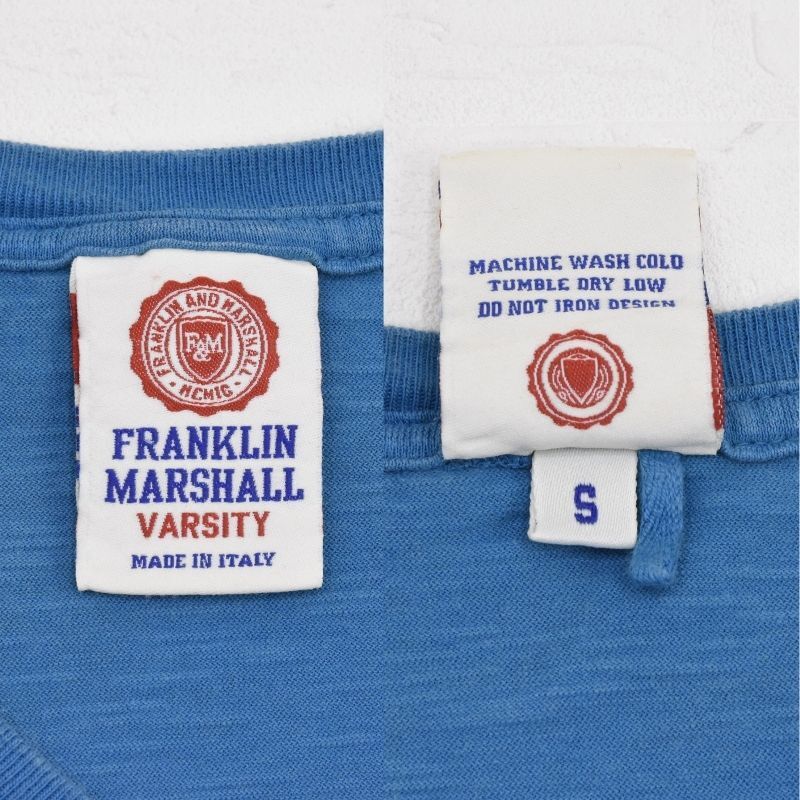 FRANKLIN AND MARSHALL
F&M
MCMIC
FRANKLIN
MARSHALL
VARSITY
MADE IN ITALY
MACHINE WASH COLD
TUMBLE DRY LOW
DO NOT IRON DESIGN
S